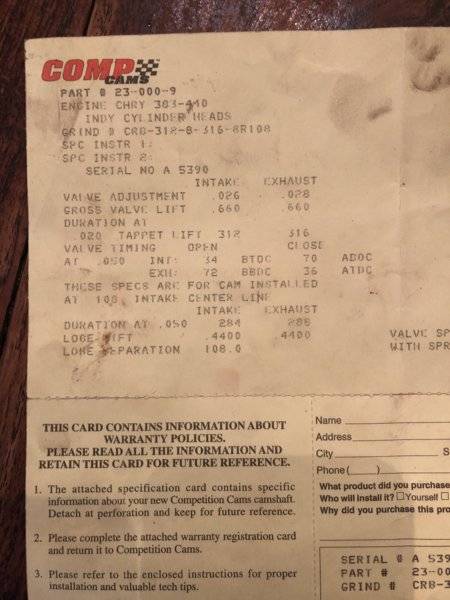 COMP
CAMS
PART # 23-000-9
ENGINE CHRY 383-440
INDY CYLINDER HEADS
GRIND # CRB-312-8-316-8R108
SPC INSTR 1:
SPC INSTR 2:
SERIAL NO A 5390
INTAKE EXHAUST
VALVE ADJUSTMENT .026 .028
GROSS VALVE LIFT .660 .660
DURATION AT
.020 TAPPET LIFT 312 316
VALVE TIMING OPEN CLOSE
AT .050 INT: 34 BTDC 70 ABDC
EXH: 72 BBDC 36 ATDC
THESE SPECS ARE FOR CAM INSTALLED
AT 108 INTAKE CENTER LINE
INTAKE EXHAUST
DURATION AT .050 284 288
LOBE LIFT .4400 .4400
LOBE SEPARATION 108.0
VALVE SP
WITH SPR
THIS CARD CONTAINS INFORMATION ABOUT
WARRANTY POLICIES.
PLEASE READ ALL THE INFORMATION AND
RETAIN THIS CARD FOR FUTURE REFERENCE.
1. The attached specification card contains specific
information about your new Competition Cams camshaft.
Detach at perforation and keep for future reference.
2. Please complete the attached warranty registration card
and return it to Competition Cams.
3. Please refer to the enclosed instructions for proper
installation and valuable tech tips.
Name
Address
City S
Phone ( )
What product did you purchase
Who will install it? ☐ Yourself ☐
Why did you purchase this pro
SERIAL # A 539
PART # 23-00
GRIND # CRB-3